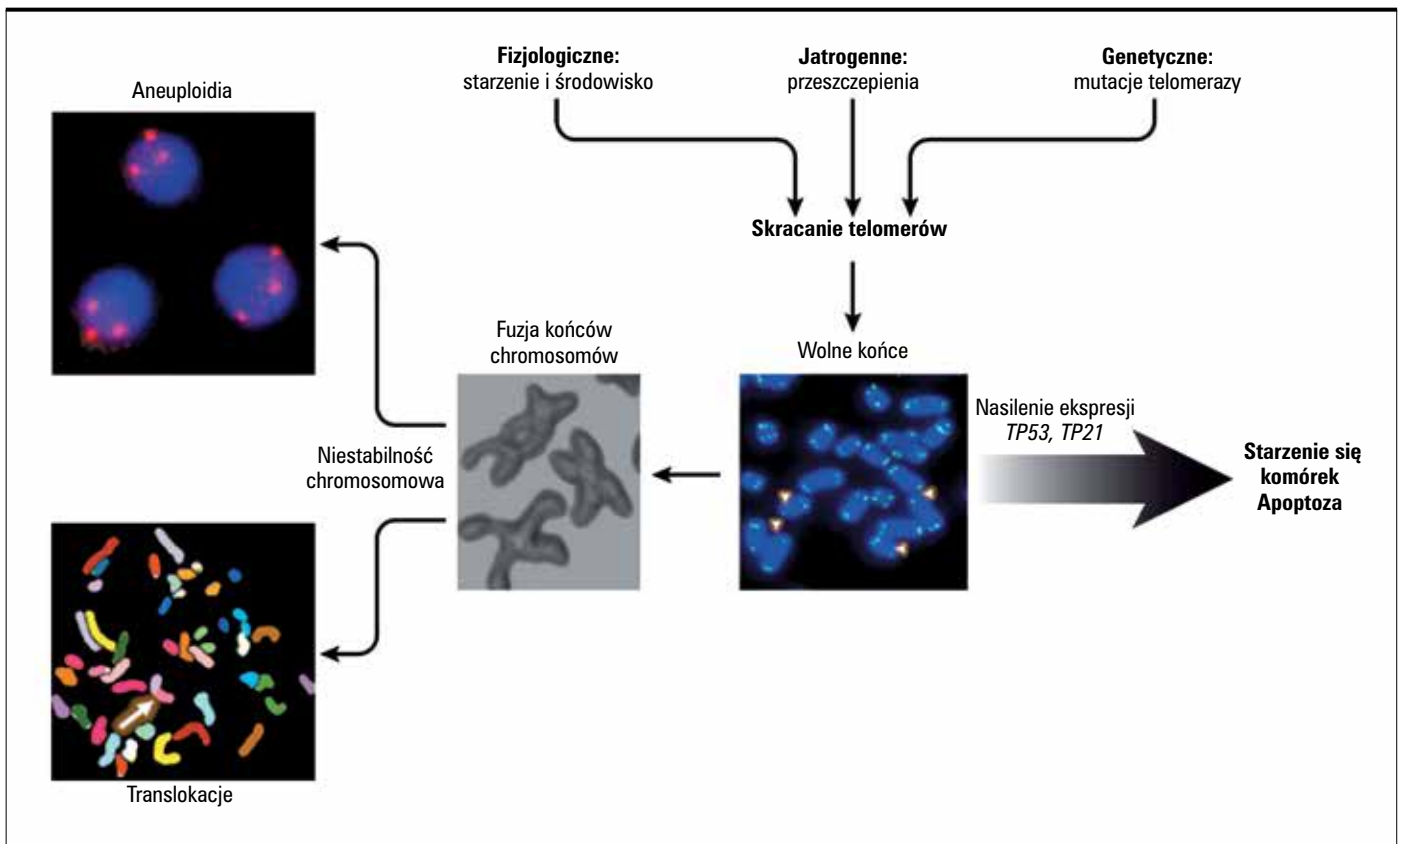 Fizjologiczne:
starzenie i środowisko
Jatrogenne:
przeszczepienia
Genetyczne:
mutacje telomerazy
Aneuploidia
Skracanie telomerów
Fuzja końców
chromosomów
Wolne końce
Nasilenie ekspresji
TP53, TP21
Starzenie się
komórek
Apoptoza
Niestabilność
chromosomowa
Translokacje